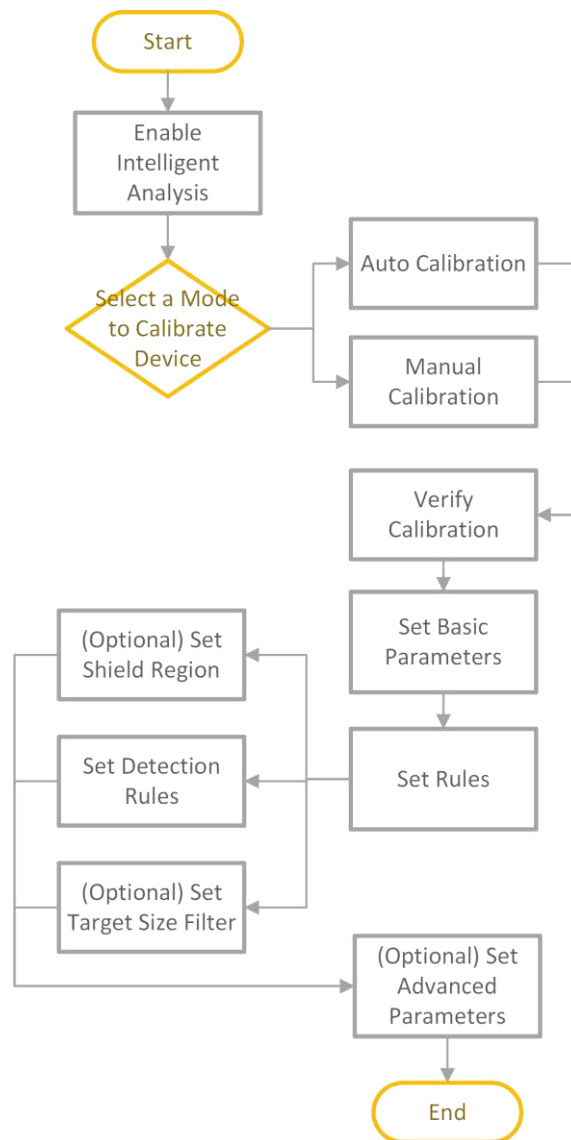 Start
Enable
Intelligent
Analysis
Select a Mode
to Calibrate
Device
Auto Calibration
Manual
Calibration
Verify
Calibration
Set Basic
Parameters
Set Rules
(Optional) Set
Shield Region
Set Detection
Rules
(Optional) Set
Target Size Filter
(Optional) Set
Advanced
Parameters
End